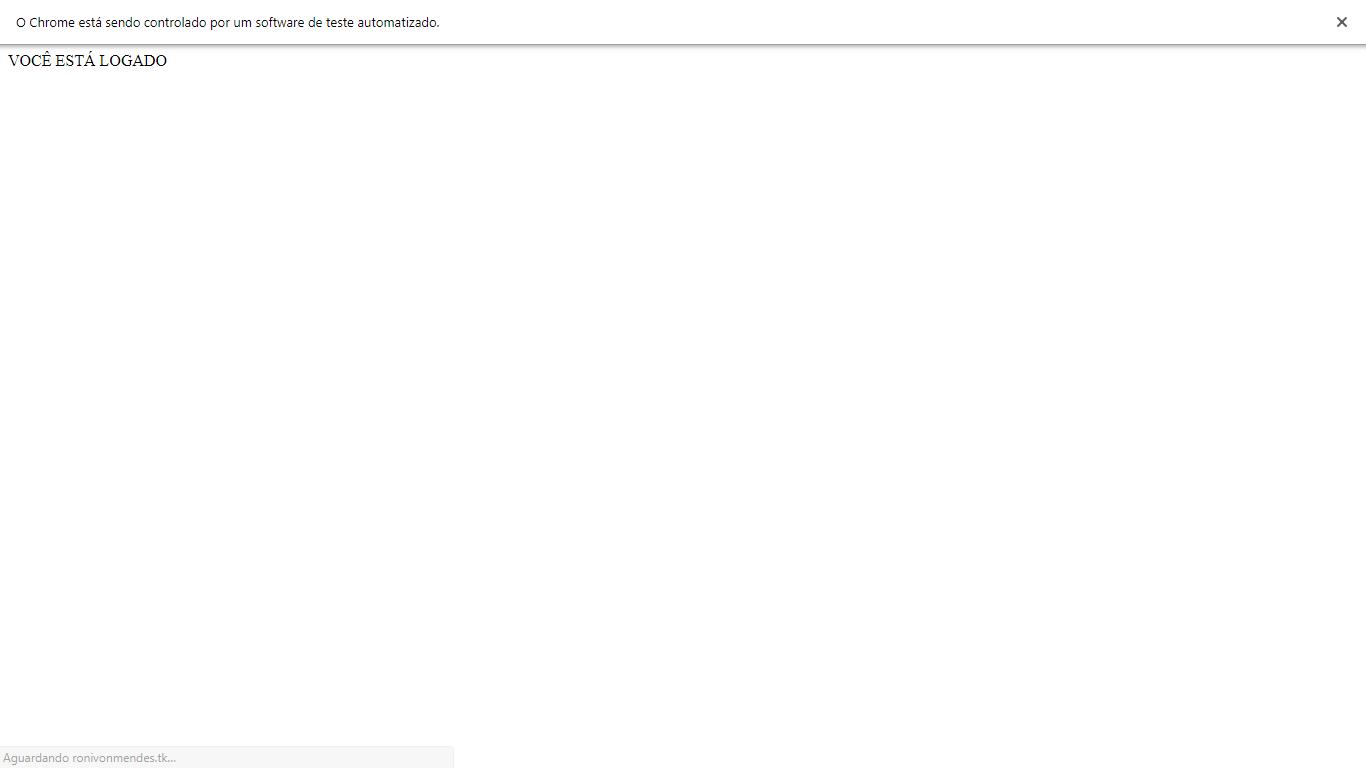 O Chrome está sendo controlado por um software de teste automatizado.
VOCÊ ESTÁ LOGADO
Aguardando ronivonmendes.tk...